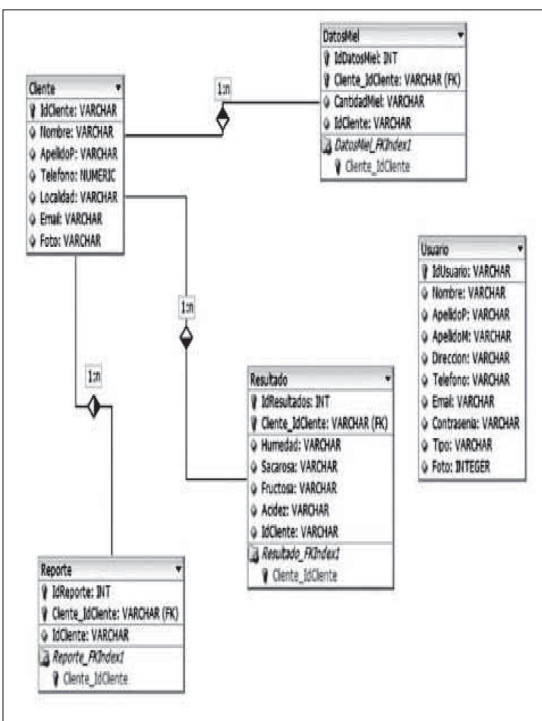 DatosMiel
IdDatosMiel: INT
Cliente_IdCliente: VARCHAR (FK)
CantidadMiel: VARCHAR
IdCliente: VARCHAR
DatosMiel_FKIndex1
Cliente_IdCliente
Cliente
IdCliente: VARCHAR
Nombre: VARCHAR
ApellidoP: VARCHAR
Telefono: NUMERIC
Localidad: VARCHAR
Email: VARCHAR
Foto: VARCHAR
1:n
1:n
1:n
Usuario
IdUsuario: VARCHAR
Nombre: VARCHAR
ApellidoP: VARCHAR
ApellidoM: VARCHAR
Direccion: VARCHAR
Telefono: VARCHAR
Email: VARCHAR
Contrasenia: VARCHAR
Tipo: VARCHAR
Foto: INTEGER
Resultado
IdResultados: INT
Cliente_IdCliente: VARCHAR (FK)
Humedad: VARCHAR
Sacarosa: VARCHAR
Fructosa: VARCHAR
Acidez: VARCHAR
IdCliente: VARCHAR
Resultado_FKIndex1
Cliente_IdCliente
Reporte
IdReporte: INT
Cliente_IdCliente: VARCHAR (FK)
IdCliente: VARCHAR
Reporte_FKIndex1
Cliente_IdCliente